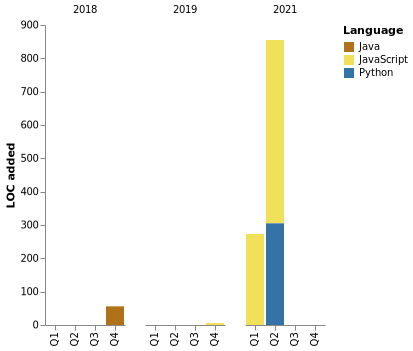 2018 2019 2021
Language
Java
JavaScript
Python
LOC added
900
800
700
600
500
400
300
200
100
0
Q1 Q2 Q3 Q4 Q1 Q2 Q3 Q4 Q1 Q2 Q3 Q4